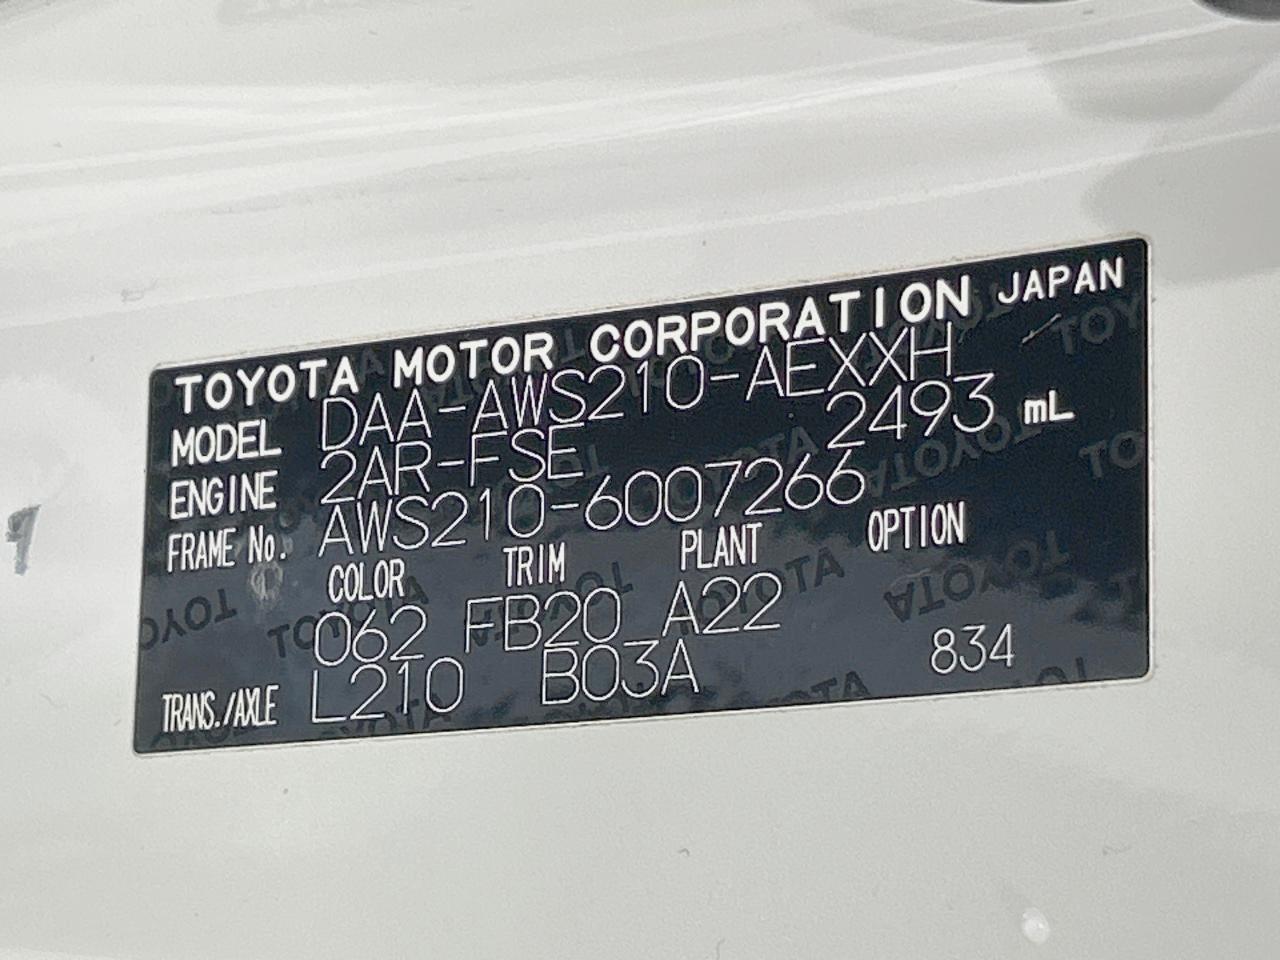 TOYOTA MOTOR CORPORATION JAPAN
MODEL DAA-AWS210-AEXXH
ENGINE 2AR-FSE 2493 mL
FRAME No. AWS210-6007266
COLOR TRIM PLANT OPTION
062 FB20 A22
TRANS./AXLE L210 B03A 834